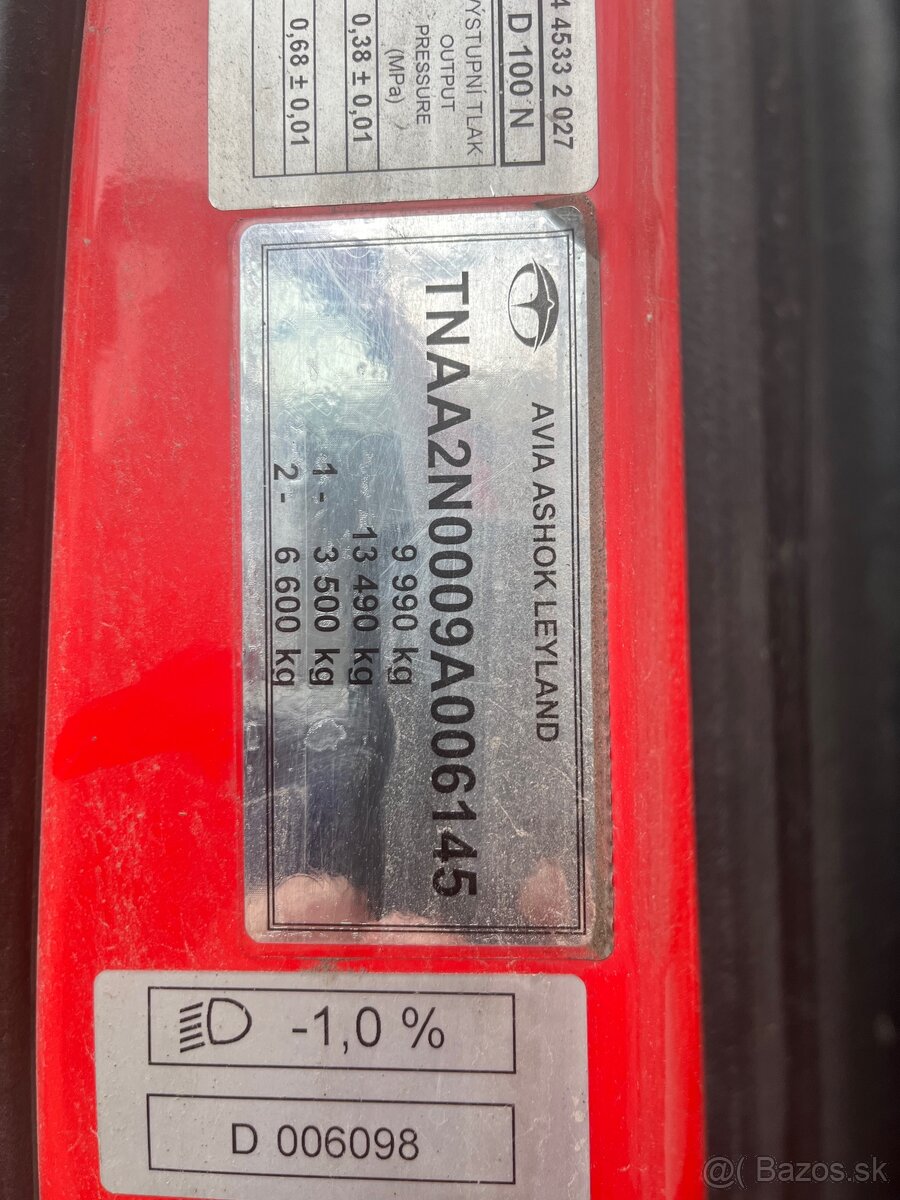 4 4533 2 027
D 100 N
VÝSTUPNÍ TLAK
OUTPUT
PRESSURE
(MPa)
0,38 ± 0,01
0,68 ± 0,01
AVIA ASHOK LEYLAND
TNAA2N0009A006145
9 990 kg
13 490 kg
1 - 3 500 kg
2 - 6 600 kg
-1,0 %
D 006098
@( Bazos.sk